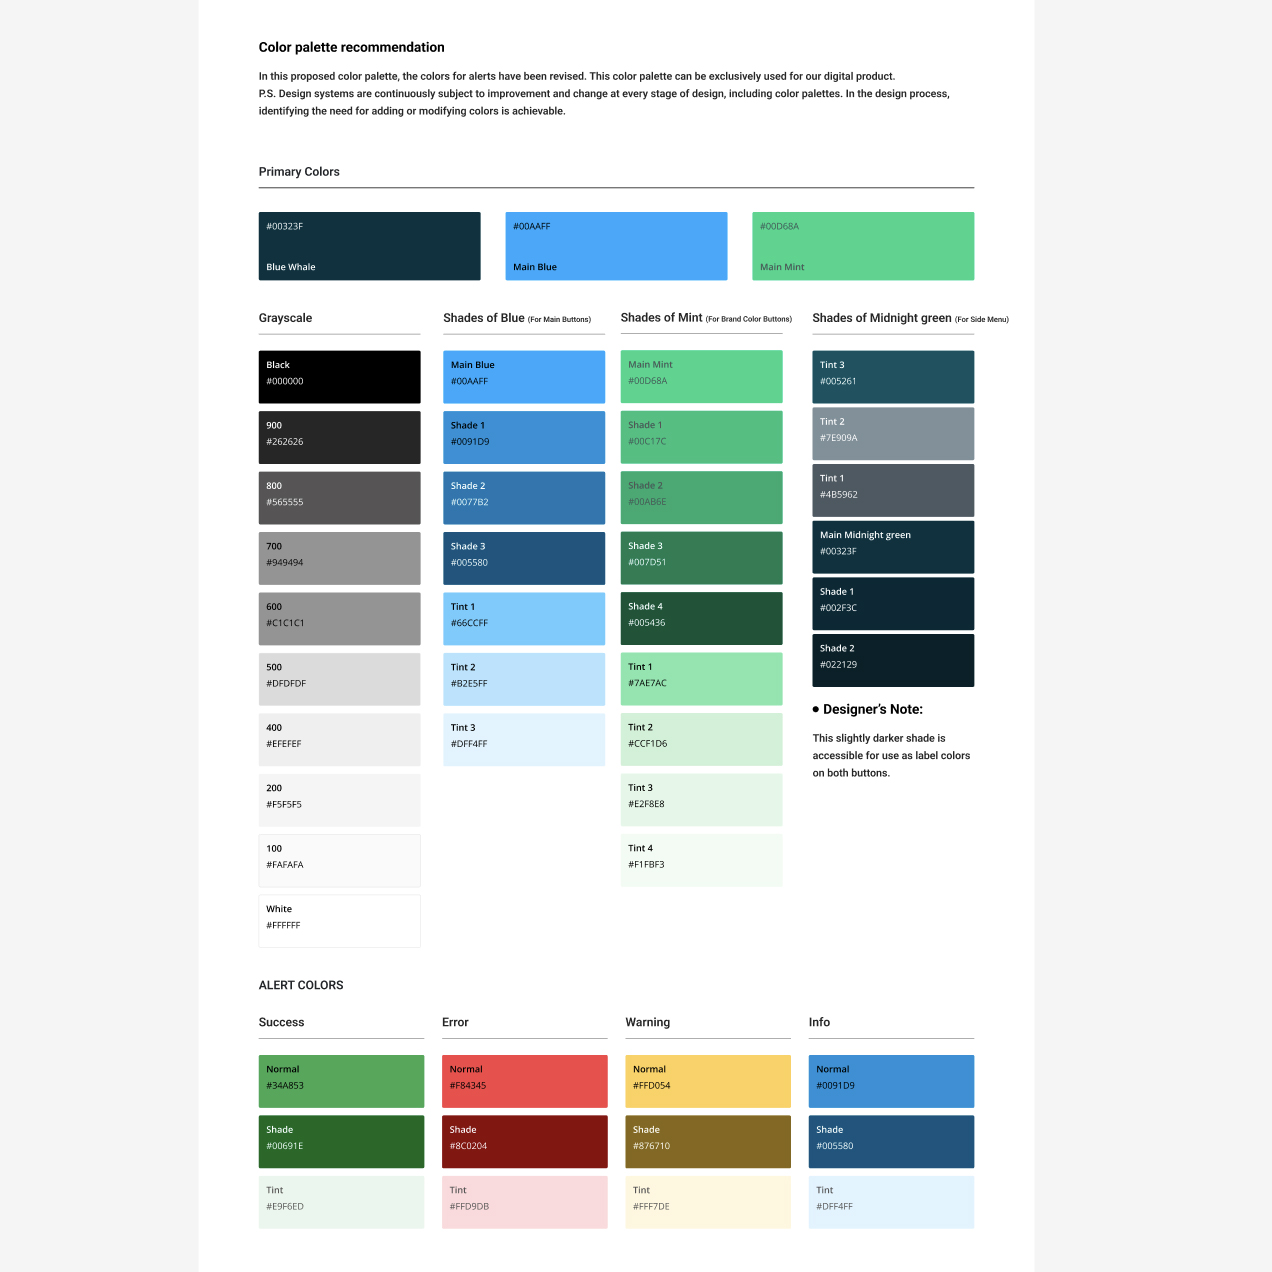 Color palette recommendation
In this proposed color palette, the colors for alerts have been revised. This color palette can be exclusively used for our digital product.
P.S. Design systems are continuously subject to improvement and change at every stage of design, including color palettes. In the design process,
identifying the need for adding or modifying colors is achievable.
Primary Colors
#00323F
Blue Whale
#00AAFF
Main Blue
#00D68A
Main Mint
Grayscale
Black
#000000
900
#262626
800
#565555
700
#949494
600
#C1C1C1
500
#DFDFDF
400
#EFEFEF
200
#F5F5F5
100
#FAFAFA
White
#FFFFFF
Shades of Blue (For Main Buttons)
Main Blue
#00AAFF
Shade 1
#0091D9
Shade 2
#0077B2
Shade 3
#005580
Tint 1
#66CCFF
Tint 2
#B2E5FF
Tint 3
#DFF4FF
Shades of Mint (For Brand Color Buttons)
Main Mint
#00D68A
Shade 1
#00C17C
Shade 2
#00AB6E
Shade 3
#007D51
Shade 4
#005436
Tint 1
#7AE7AC
Tint 2
#CCF1D6
Tint 3
#E2F8E8
Tint 4
#F1FBF3
Shades of Midnight green (For Side Menu)
Tint 3
#005261
Tint 2
#7E909A
Tint 1
#4B5962
Main Midnight green
#00323F
Shade 1
#002F3C
Shade 2
#022129
● Designer’s Note:
This slightly darker shade is
accessible for use as label colors
on both buttons.
ALERT COLORS
Success
Normal
#34A853
Shade
#00691E
Tint
#E9F6ED
Error
Normal
#F84345
Shade
#8C0204
Tint
#FFD9DB
Warning
Normal
#FFD054
Shade
#876710
Tint
#FFF7DE
Info
Normal
#0091D9
Shade
#005580
Tint
#DFF4FF